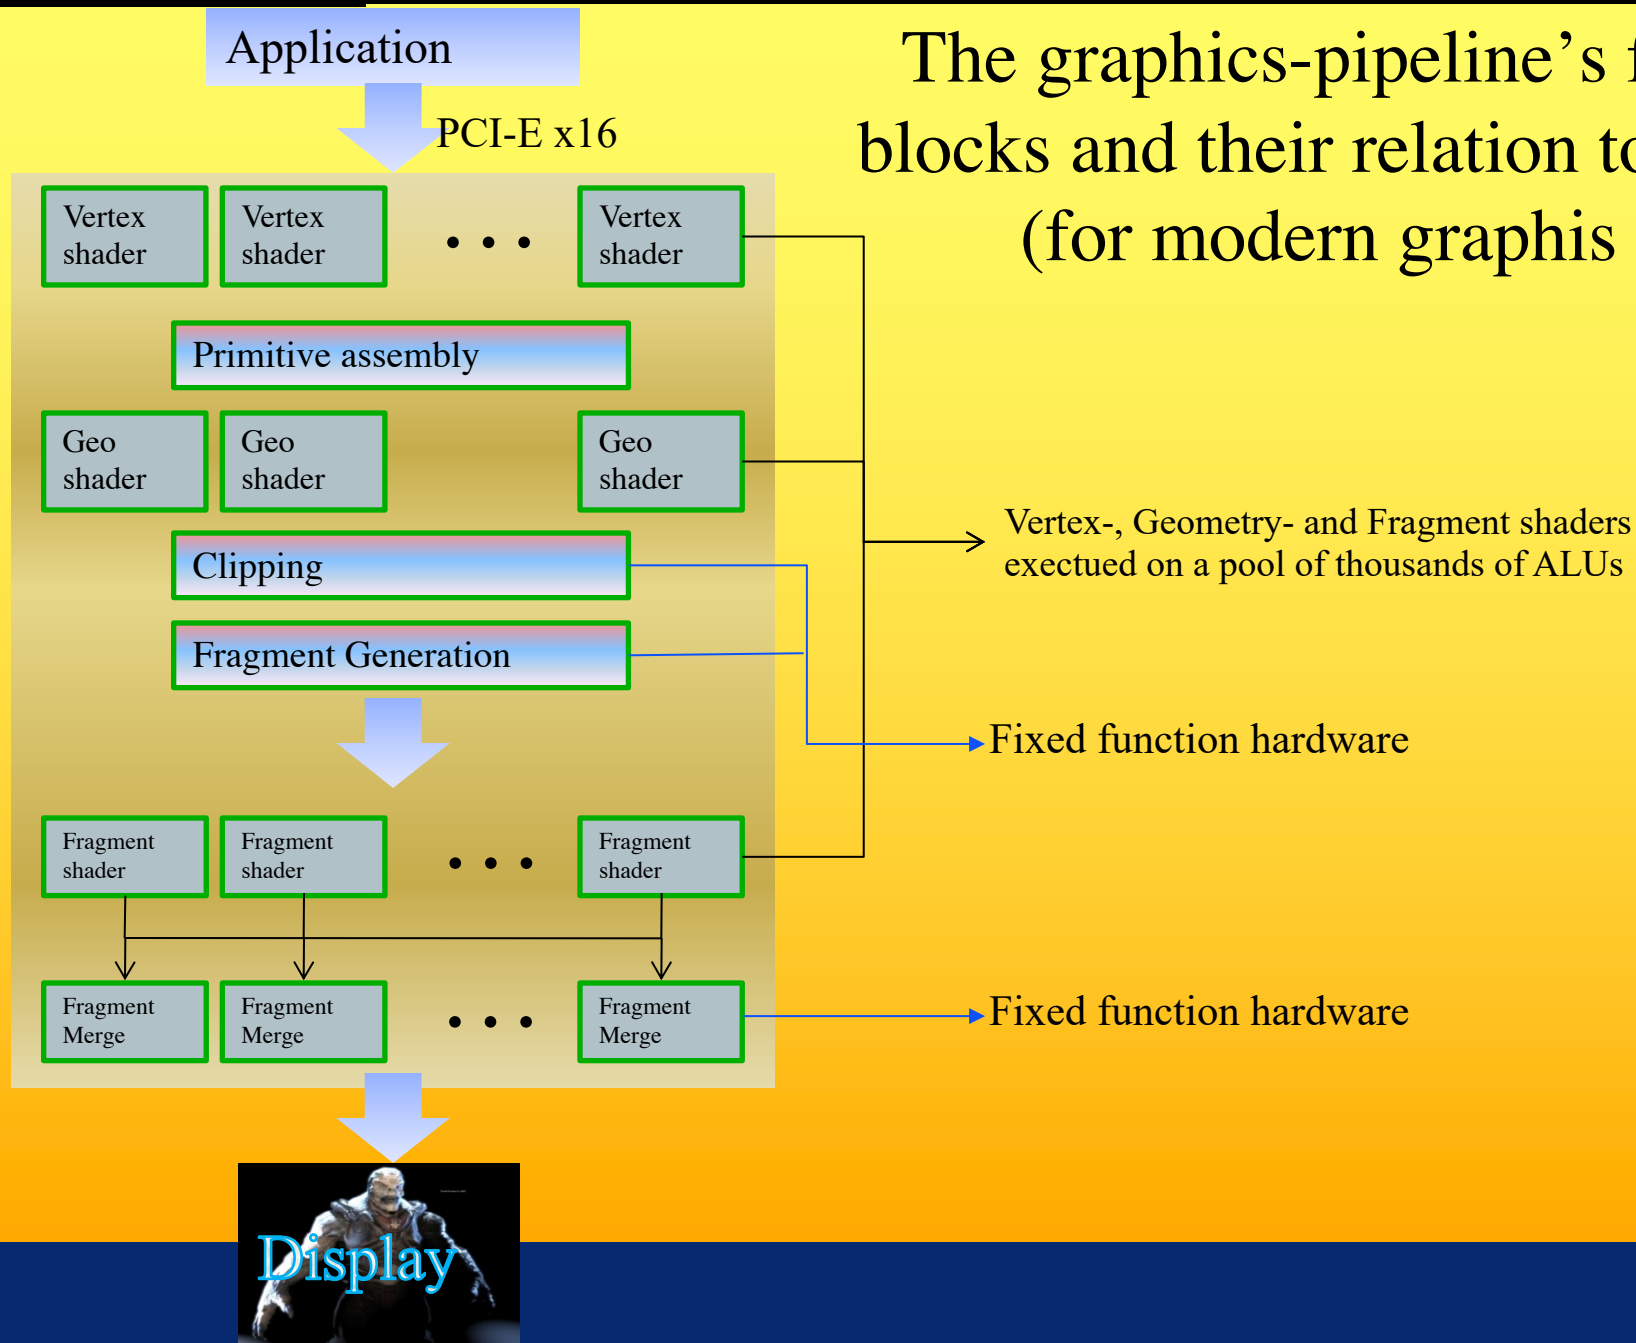 Application
The graphics-pipeline’s
blocks and their relation to
(for modern graphis
PCI-E x16
Vertex
shader
Vertex
shader
• • •
Vertex
shader
Primitive assembly
Geo
shader
Geo
shader
Geo
shader
Clipping
Fragment Generation
Vertex-, Geometry- and Fragment shaders
exectued on a pool of thousands of ALUs
Fixed function hardware
Fragment
shader
Fragment
shader
• • •
Fragment
shader
Fragment
Merge
Fragment
Merge
• • •
Fragment
Merge
Fixed function hardware
Display